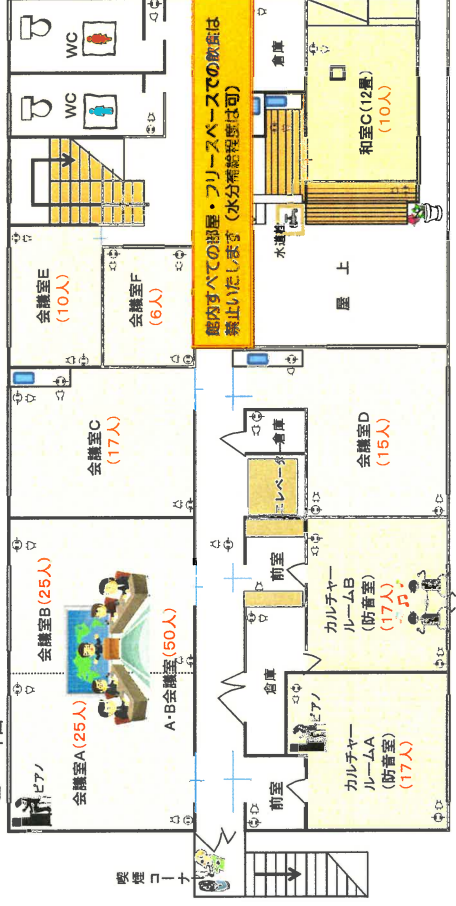 WC
WC
倉庫
和室C(12畳)
(10人)
館内すべての部屋・フリースペースでの飲食は
禁止いたします (水分補給程度は可)
水道
会議室E
(10人)
会議室F
(6人)
屋上
会議室C
(17人)
倉庫
エレベータ
会議室D
(15人)
会議室B(25人)
会議室A(25人)
A・B会議室(50人)
ピアノ
前室
カルチャー
ルームB
(防音室)
(17人)
倉庫
ピアノ
前室
カルチャー
ルームA
(防音室)
(17人)
喫煙コーナー